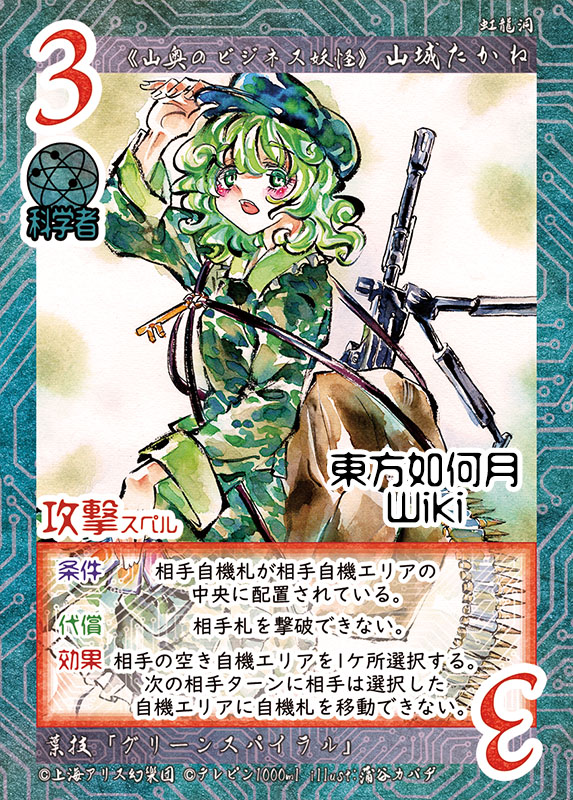 虹龍洞
3
《山奥のビジネス妖怪》 山城たかね
科学者
東方如何月
Wiki
攻撃スペル
条件 相手自機札が相手自機エリアの
中央に配置されている。
代償 相手札を撃破できない。
効果 相手の空き自機エリアを1ケ所選択する。
次の相手ターンに相手は選択した
自機エリアに自機札を移動できない。
3
葉技「グリーンスパイラル」
©上海アリス幻樂団 ©テレピン1000ml illust:蒲谷カバヂ